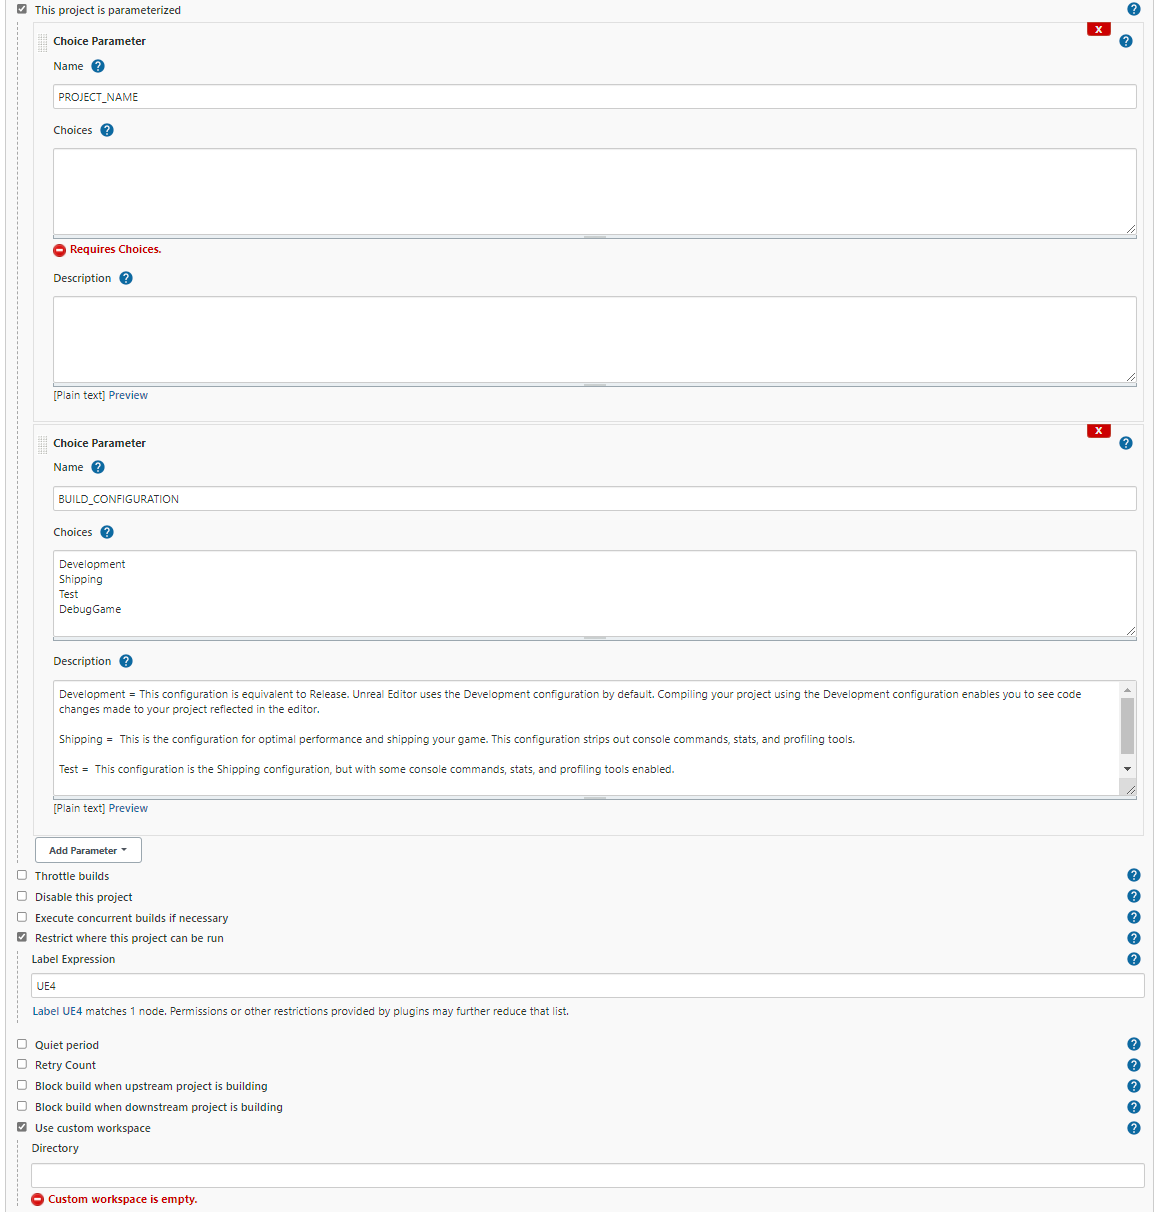 This project is parameterized
?
X
Choice Parameter
?
Name ?
PROJECT_NAME
Choices ?
Requires Choices.
Description ?
[Plain text] Preview
X
Choice Parameter
?
Name ?
BUILD_CONFIGURATION
Choices ?
Development
Shipping
Test
DebugGame
Description ?
Development = This configuration is equivalent to Release. Unreal Editor uses the Development configuration by default. Compiling your project using the Development configuration enables you to see code
changes made to your project reflected in the editor.
Shipping =  This is the configuration for optimal performance and shipping your game. This configuration strips out console commands, stats, and profiling tools.
Test =  This configuration is the Shipping configuration, but with some console commands, stats, and profiling tools enabled.
[Plain text] Preview
Add Parameter
Throttle builds ?
Disable this project ?
Execute concurrent builds if necessary ?
Restrict where this project can be run ?
Label Expression ?
UE4
Label UE4 matches 1 node. Permissions or other restrictions provided by plugins may further reduce that list.
Quiet period ?
Retry Count ?
Block build when upstream project is building ?
Block build when downstream project is building ?
Use custom workspace ?
Directory
Custom workspace is empty.